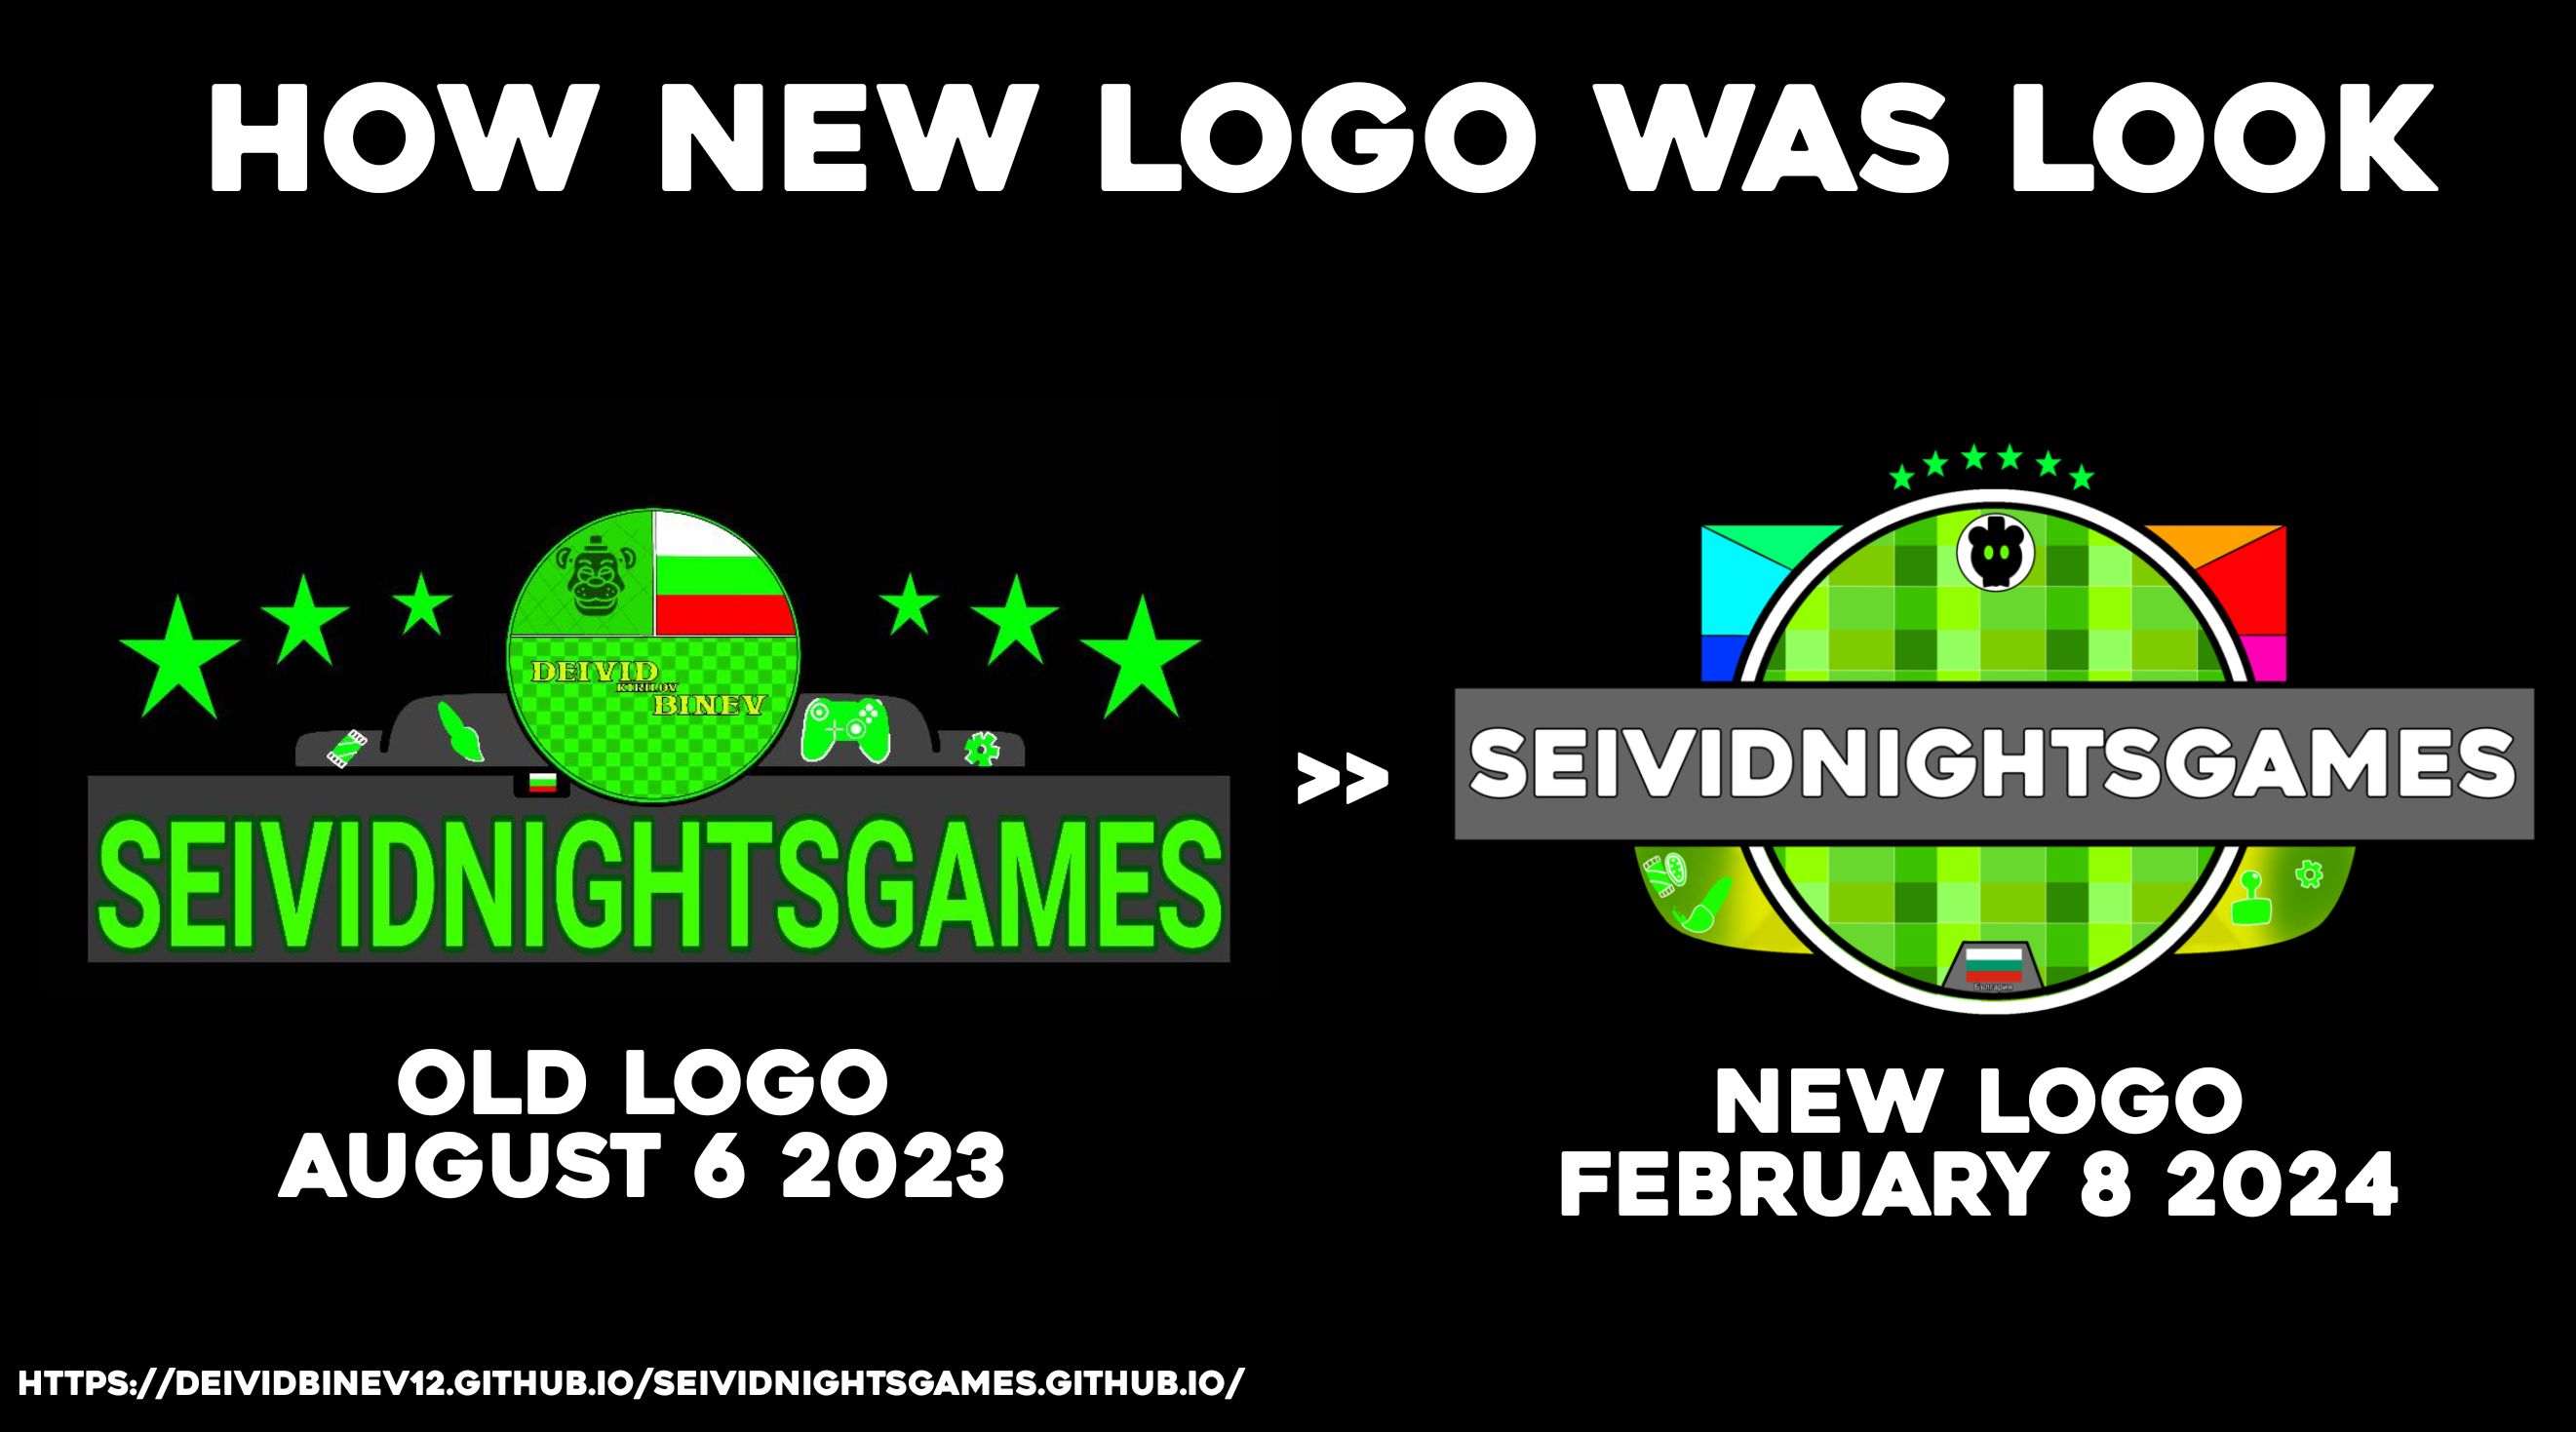 HOW NEW LOGO WAS LOOK
DEIVID
KIRILOV
BINEV
SEIVIDNIGHTSGAMES
>>
SEIVIDNIGHTSGAMES
България
OLD LOGO
AUGUST 6 2023
NEW LOGO
FEBRUARY 8 2024
HTTPS://DEIVIDBINEV12.GITHUB.IO/SEIVIDNIGHTSGAMES.GITHUB.IO/